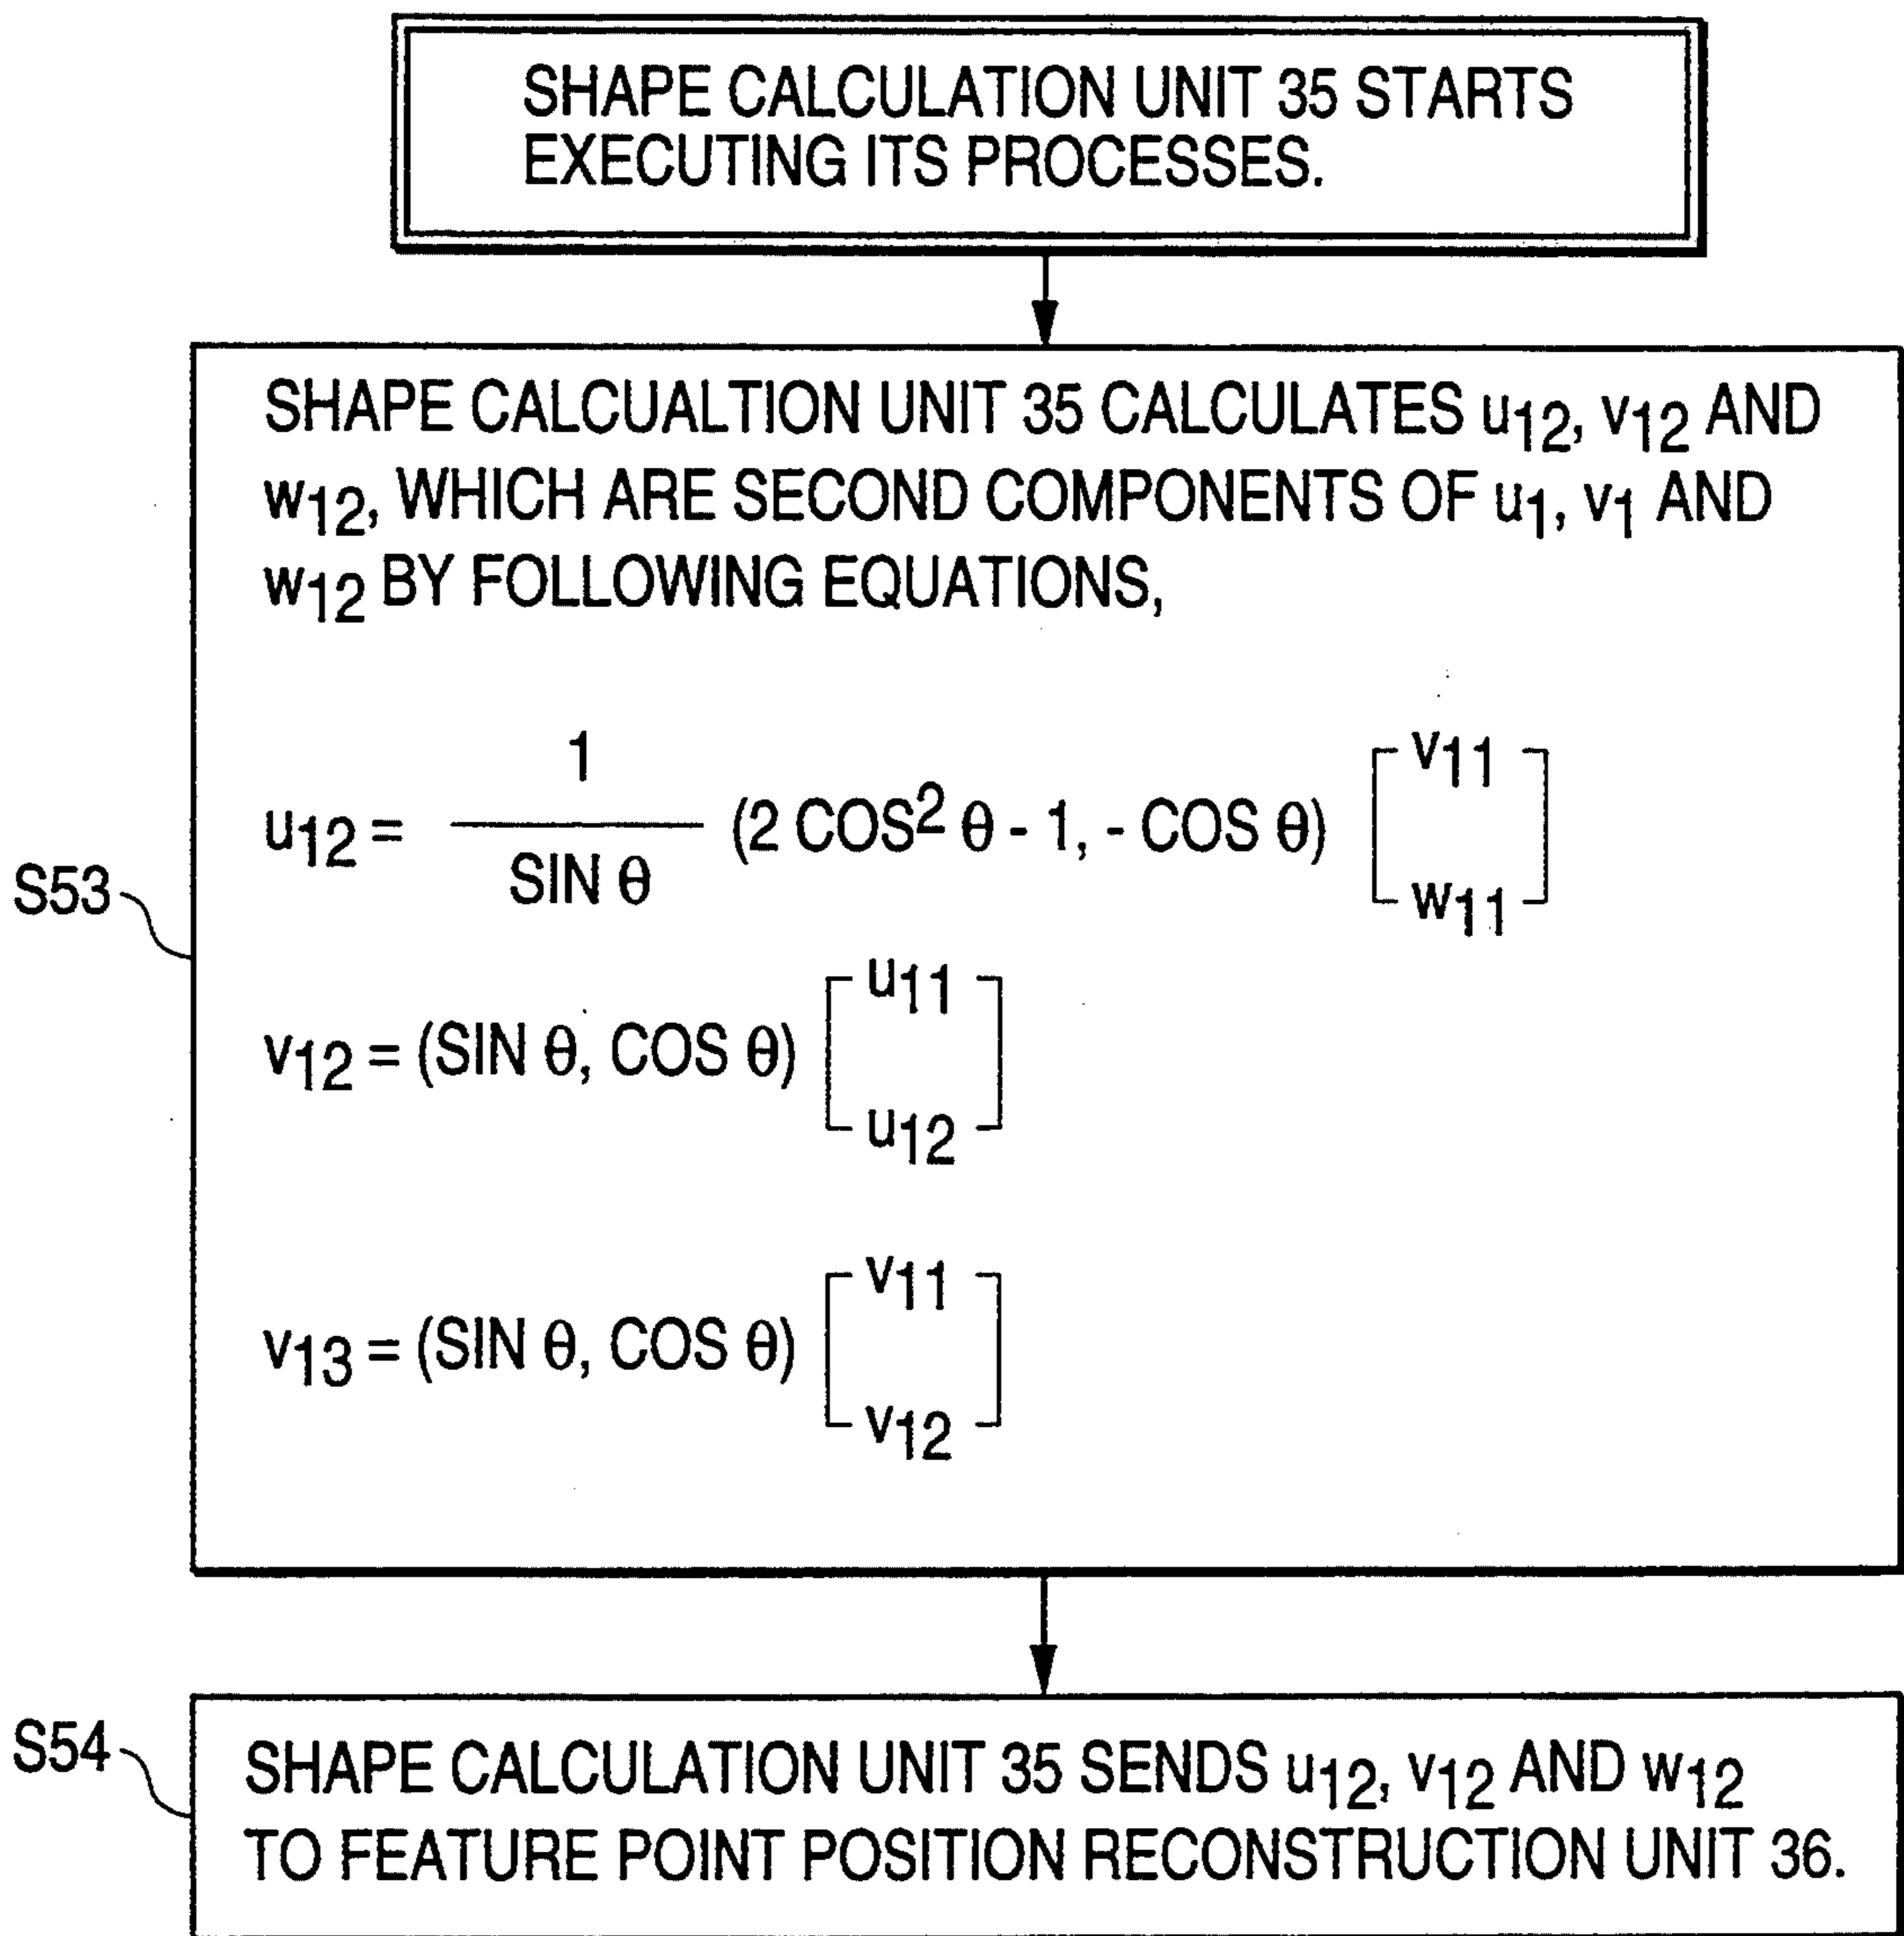 SHAPE CALCULATION UNIT 35 STARTS
EXECUTING ITS PROCESSES.
SHAPE CALCUALTION UNIT 35 CALCULATES u12, v12 AND
w12, WHICH ARE SECOND COMPONENTS OF u1, v1 AND
w12 BY FOLLOWING EQUATIONS,
S53
u12 = 1 / SIN θ (2 COS² θ - 1, - COS θ) [ v11
w11 ]
v12 = (SIN θ, COS θ) [ u11
u12 ]
v13 = (SIN θ, COS θ) [ v11
v12 ]
S54
SHAPE CALCULATION UNIT 35 SENDS u12, v12 AND w12
TO FEATURE POINT POSITION RECONSTRUCTION UNIT 36.